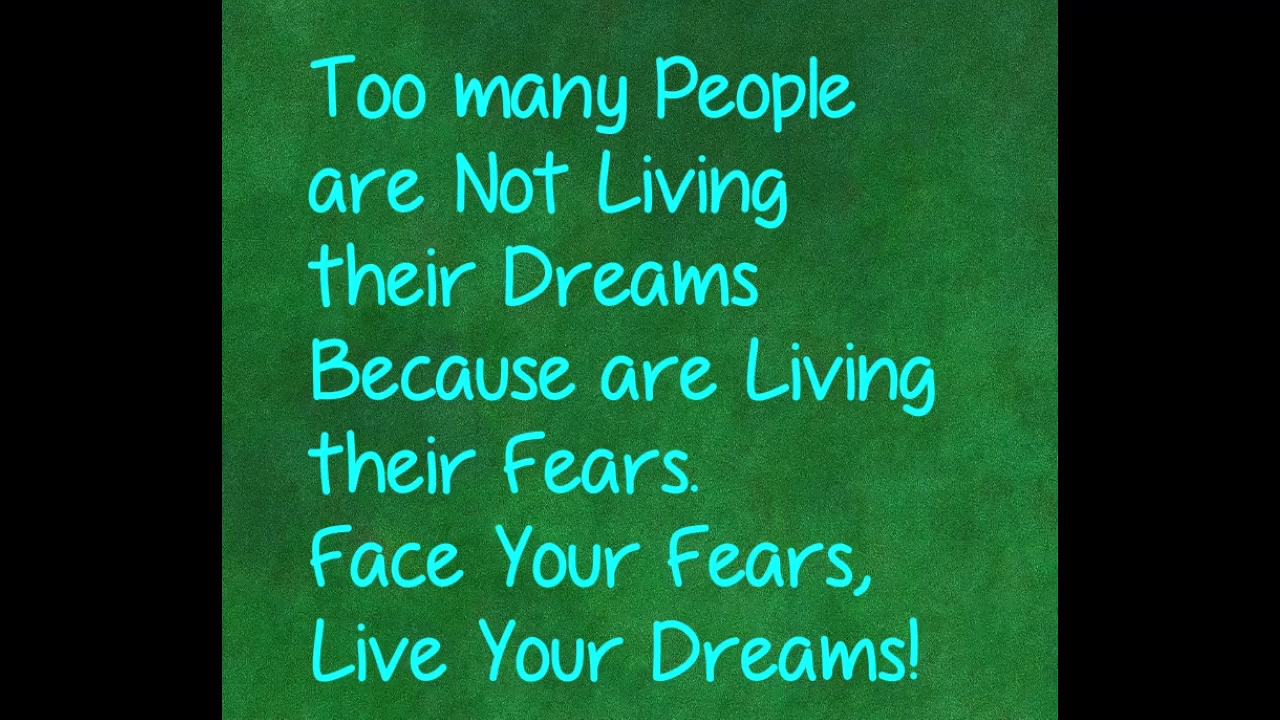 Too many People
are Not Living
their Dreams
Because are Living
their Fears.
Face Your Fears,
Live Your Dreams!